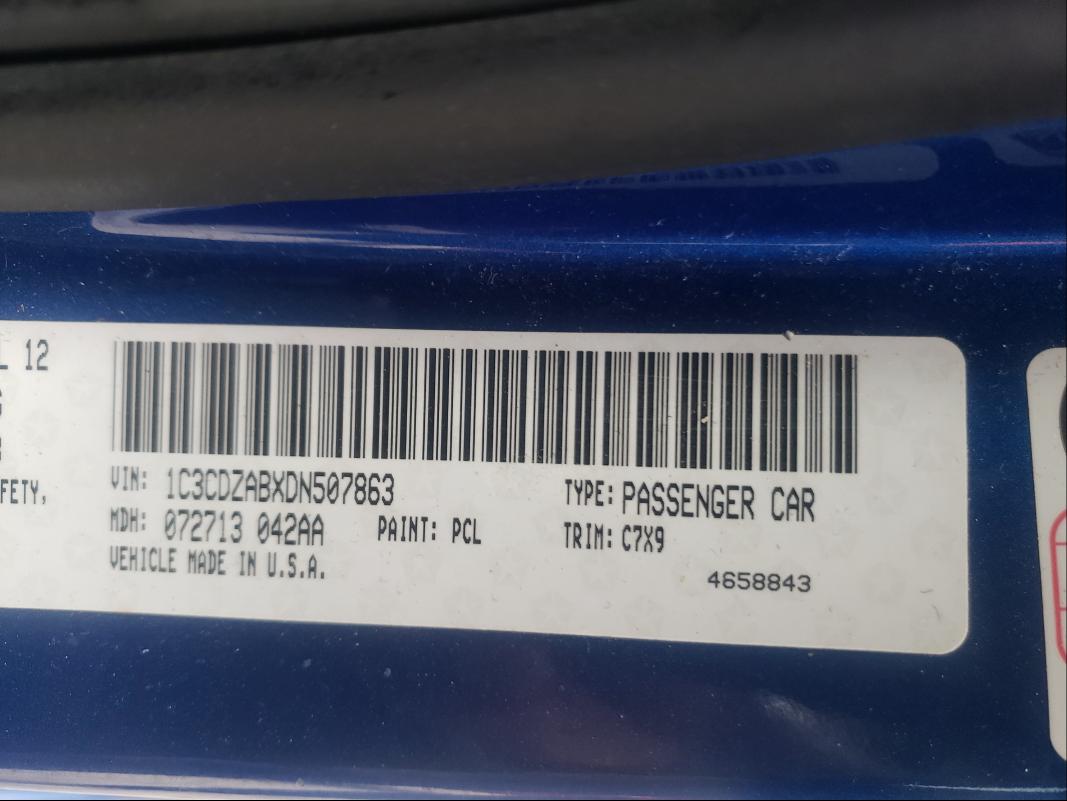 L 12
FETY,
VIN: 1C3CDZABXDN507863
TYPE: PASSENGER CAR
MDH: 072713 042AA
PAINT: PCL
TRIM: C7X9
VEHICLE MADE IN U.S.A.
4658843